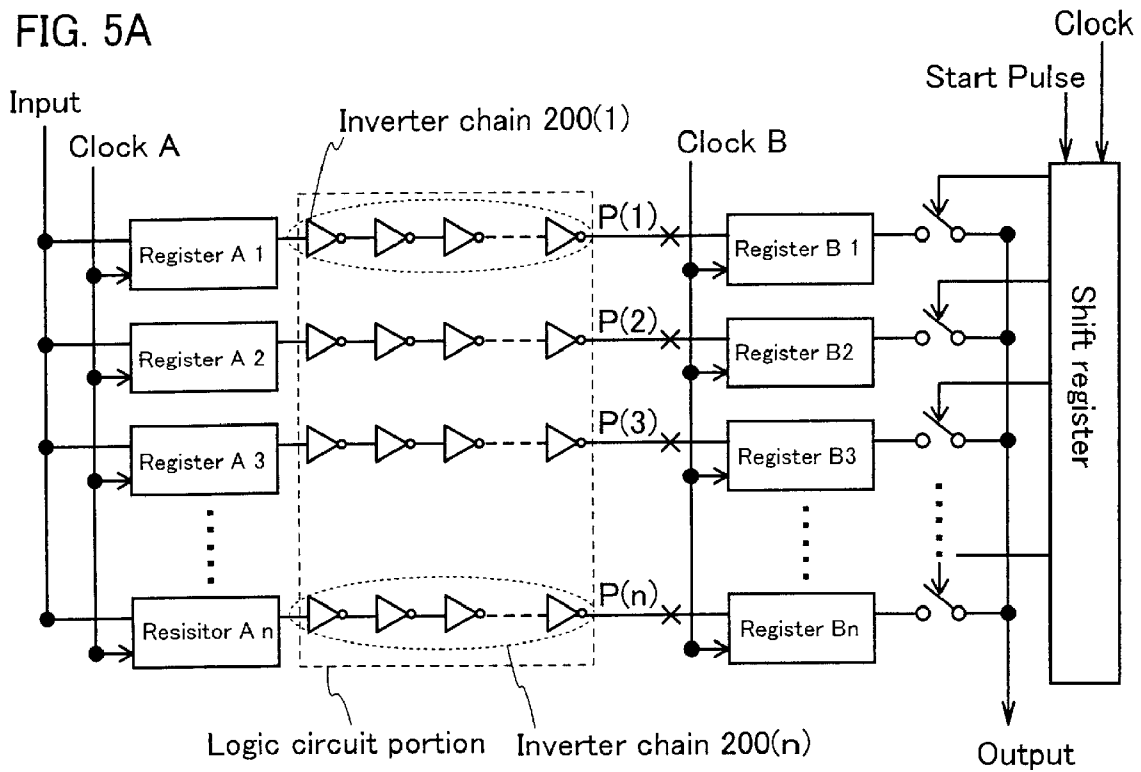 FIG. 5A
Clock
Start Pulse
Input
Inverter chain 200(1)
Clock A
Clock B
Register A 1
P(1)
Register B 1
Register A 2
P(2)
Register B2
Register A 3
P(3)
Register B3
Shift register
Resisitor A n
P(n)
Register Bn
Logic circuit portion
Inverter chain 200(n)
Output